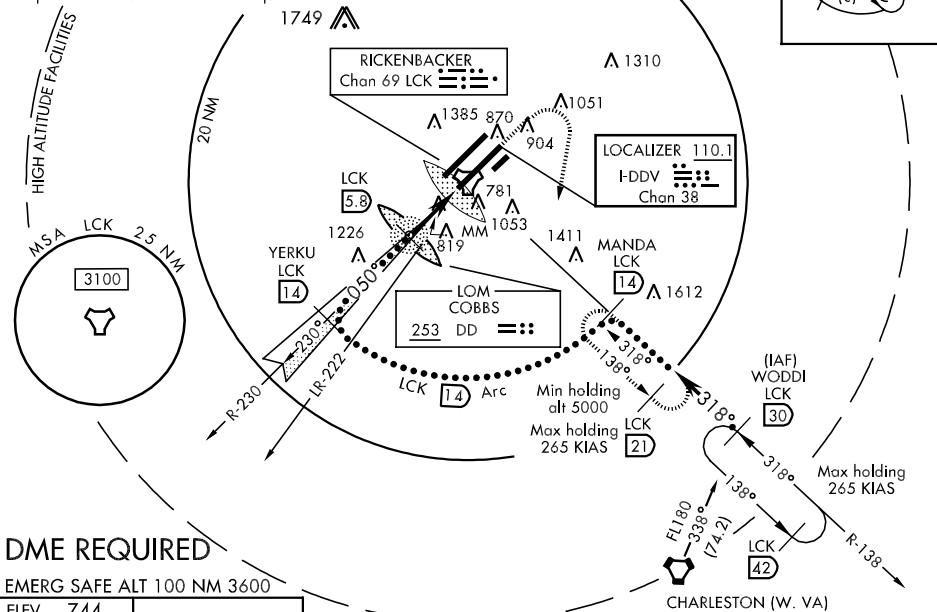 HIGH ALTITUDE FACILITIES
20 NM
1749
RICKENBACKER
Chan 69 LCK
1310
1051
1385
870
904
LOCALIZER 110.1
I-DDV
Chan 38
LCK
5.8
781
MM
1053
819
1226
1411
MANDA
LCK
14
1612
YERKU
LCK
14
MSA LCK 25 NM
3100
050°
230°
LOM
COBBS
253 DD
318°
138°
R-230
LR-222
LCK 14 Arc
Min holding
alt 5000
Max holding
265 KIAS
LCK
21
318°
(IAF)
WODDI
LCK
30
318°
138°
Max holding
265 KIAS
FL180
338°
(74.2)
LCK
42
R-138
CHARLESTON (W. VA)
DME REQUIRED
EMERG SAFE ALT 100 NM 3600
ELEV 744